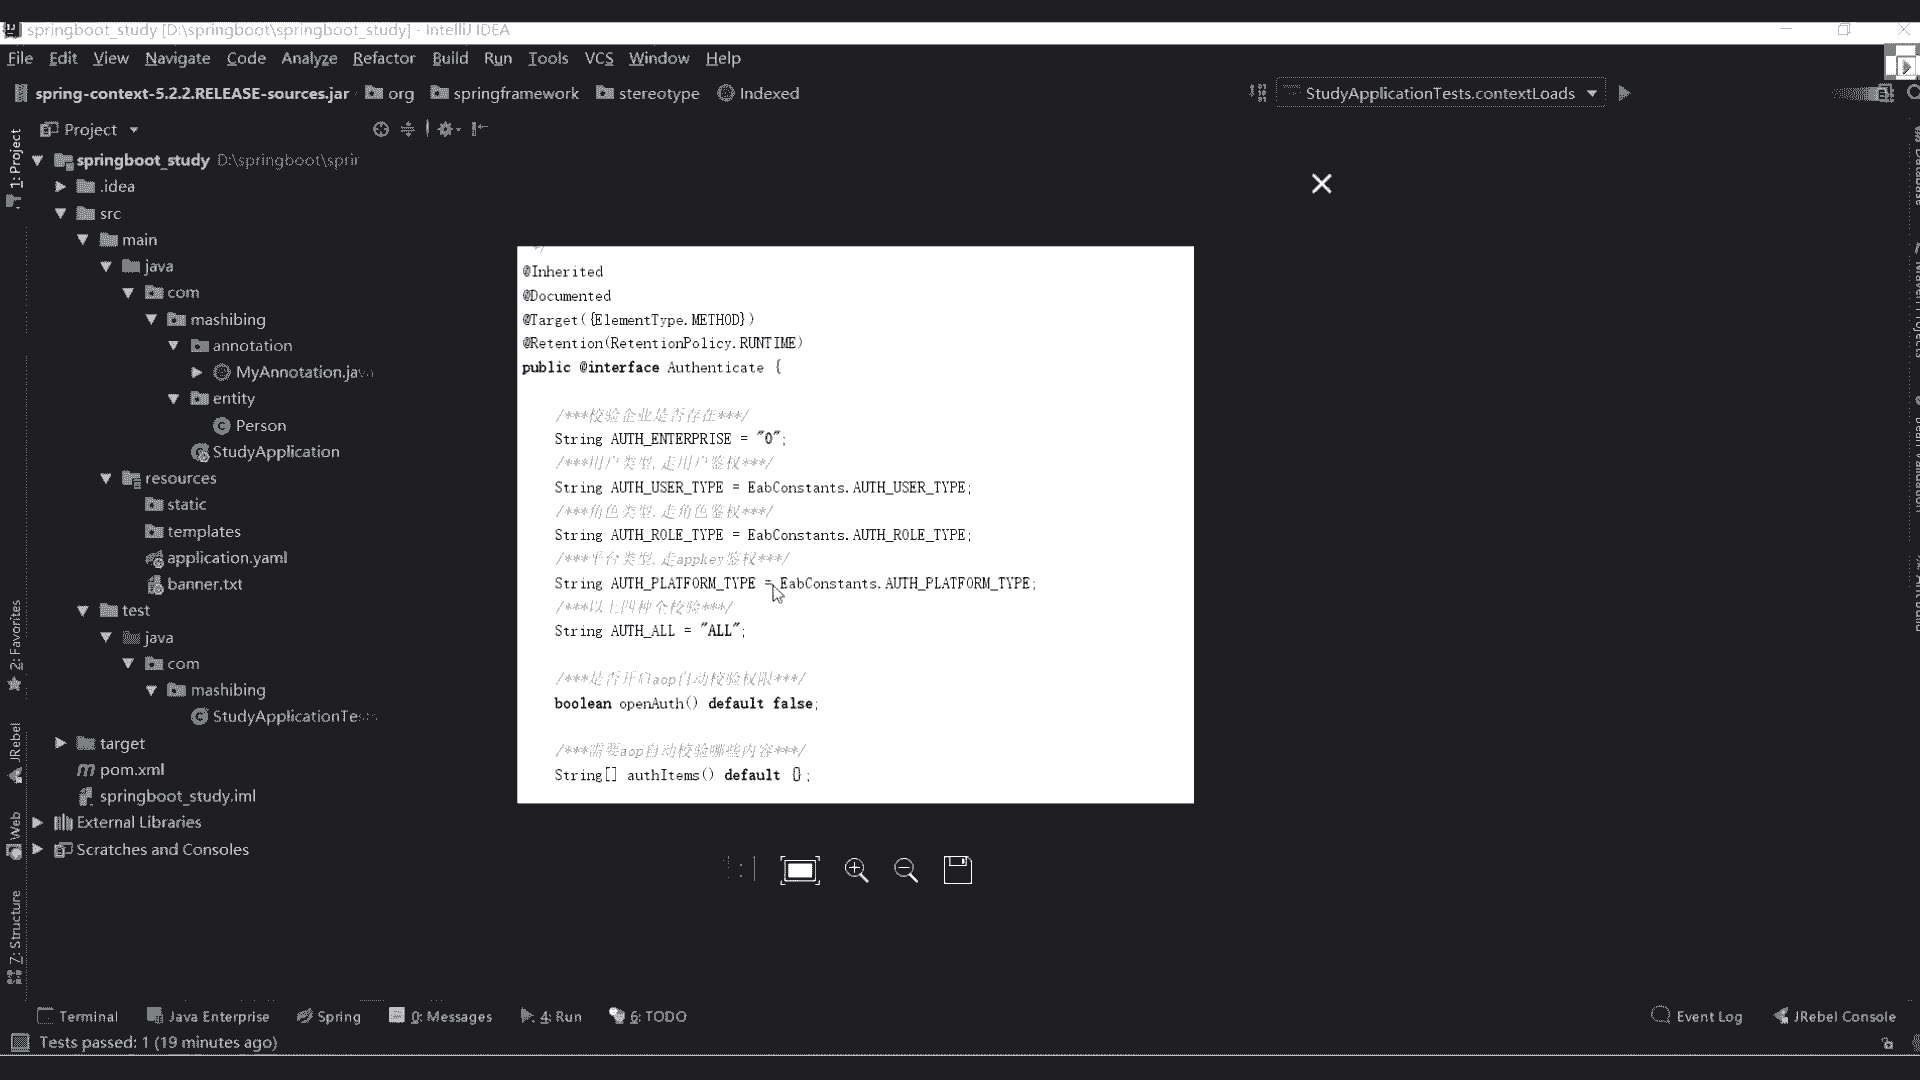 springboot_study [D:\springboot\springboot_study] - IntelliJ IDEA
File Edit View Navigate Code Analyze Refactor Build Run Tools VCS Window Help
spring-context-5.2.2.RELEASE-sources.jar org springframework stereotype Indexed StudyApplicationTests.contextLoads
Project
1: Project
springboot_study D:\springboot\sprir
.idea
src
main
java
com
mashibing
annotation
MyAnnotation.jav
entity
Person
StudyApplication
resources
static
templates
application.yaml
banner.txt
test
java
com
mashibing
StudyApplicationTes
target
pom.xml
springboot_study.iml
External Libraries
Scratches and Consoles
2: Favorites
JRebel
Web
7: Structure
*/
@Inherited
@Documented
@Target({ElementType.METHOD})
@Retention(RetentionPolicy.RUNTIME)
public @interface Authenticate {
/***校验企业是否存在***/
String AUTH_ENTERPRISE = "0";
/***用户类型,走用户鉴权***/
String AUTH_USER_TYPE = EabConstants.AUTH_USER_TYPE;
/***角色类型,走角色鉴权***/
String AUTH_ROLE_TYPE = EabConstants.AUTH_ROLE_TYPE;
/***平台类型,走appkey鉴权***/
String AUTH_PLATFORM_TYPE = EabConstants.AUTH_PLATFORM_TYPE;
/***以上四种全校验***/
String AUTH_ALL = "ALL";
/***是否开启aop自动校验权限***/
boolean openAuth() default false;
/***需要aop自动校验哪些内容***/
String[] authItems() default {};
Terminal Java Enterprise Spring 0: Messages 4: Run 6: TODO Event Log JRebel Console
Tests passed: 1 (19 minutes ago)